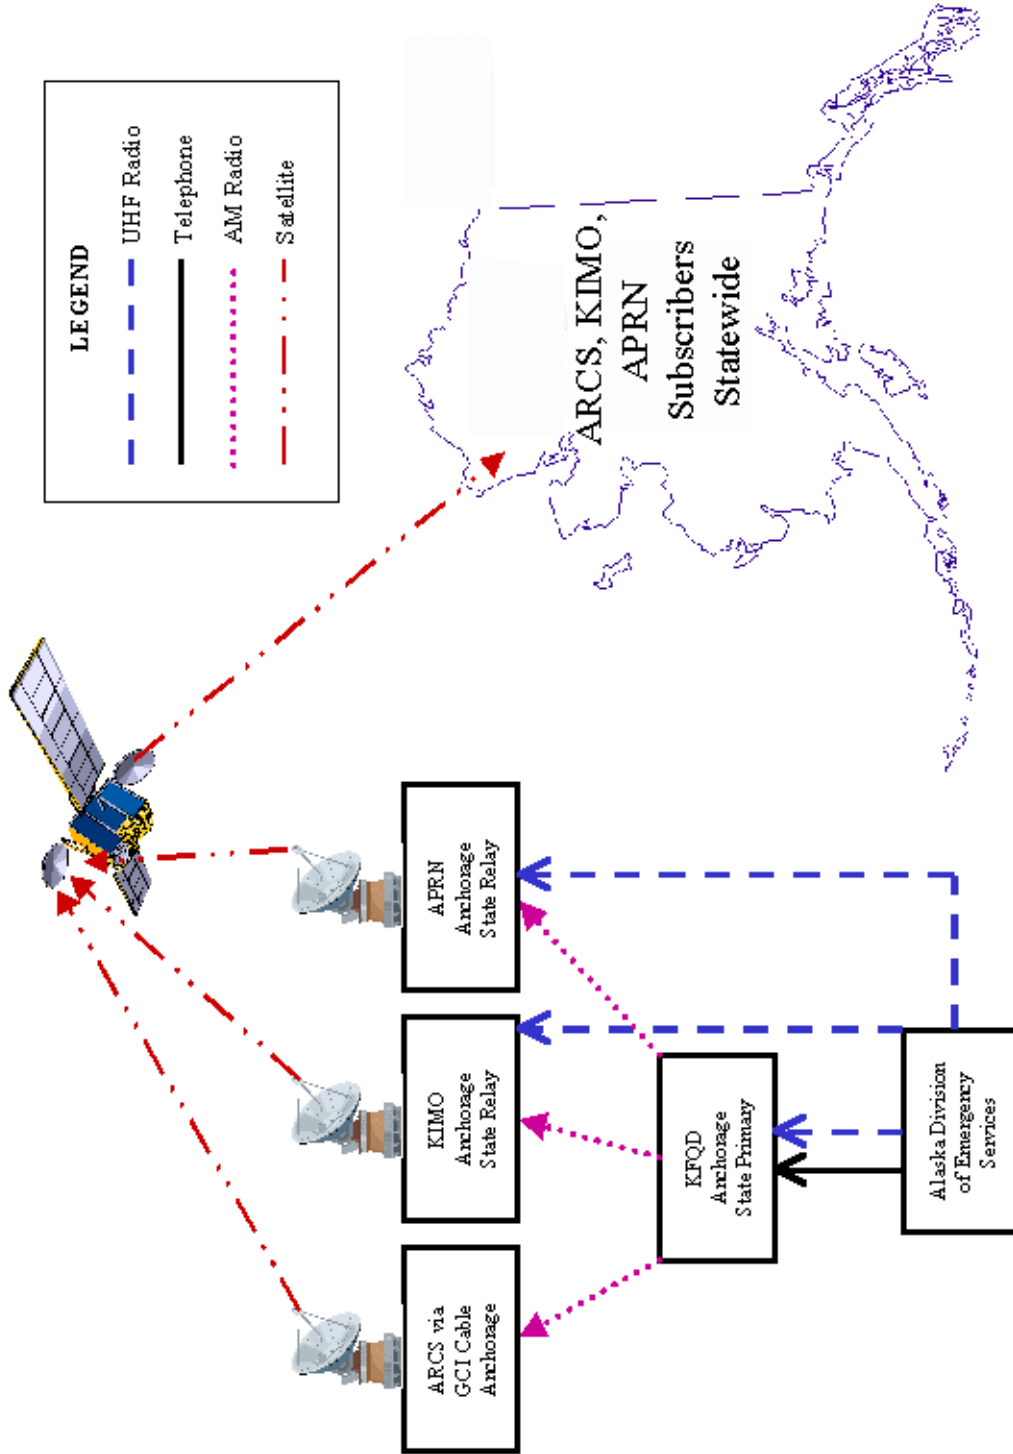 LEGEND
UHF Radio
Telephone
AM Radio
Satellite
ARCS, KIMO,
APRN
Subscribers
Statewide
ARCS via
GCI Cable
Anchorage
KIMO
Anchorage
State Relay
APRN
Anchorage
State Relay
KFQD
Anchorage
State Primary
Alaska Division
of Emergency
Services